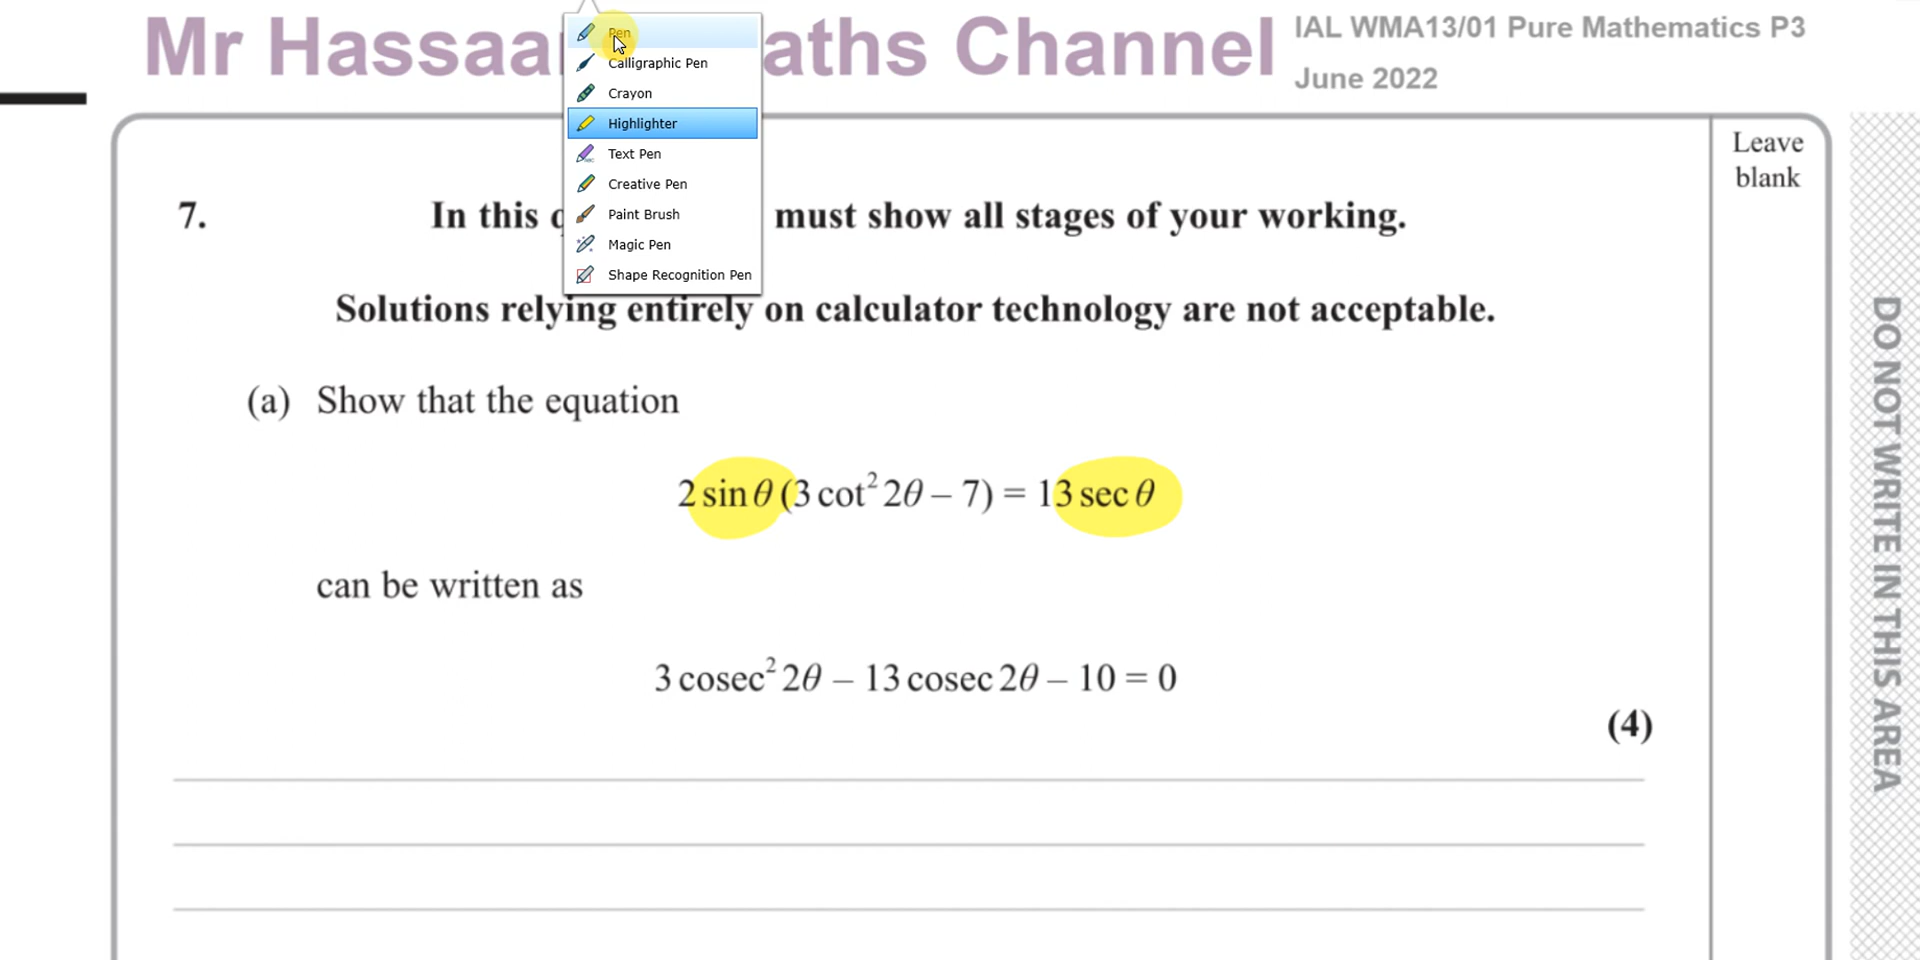 Mr Hassaa aths Channel
IAL WMA13/01 Pure Mathematics P3
June 2022
Pen
Calligraphic Pen
Crayon
Highlighter
Text Pen
Creative Pen
Paint Brush
Magic Pen
Shape Recognition Pen
Leave
blank
7. In this must show all stages of your working.
Solutions relying entirely on calculator technology are not acceptable.
(a) Show that the equation
2 sin θ (3 cot² 2θ – 7) = 13 sec θ
can be written as
3 cosec² 2θ – 13 cosec 2θ – 10 = 0
(4)
DO NOT WRITE IN THIS AREA